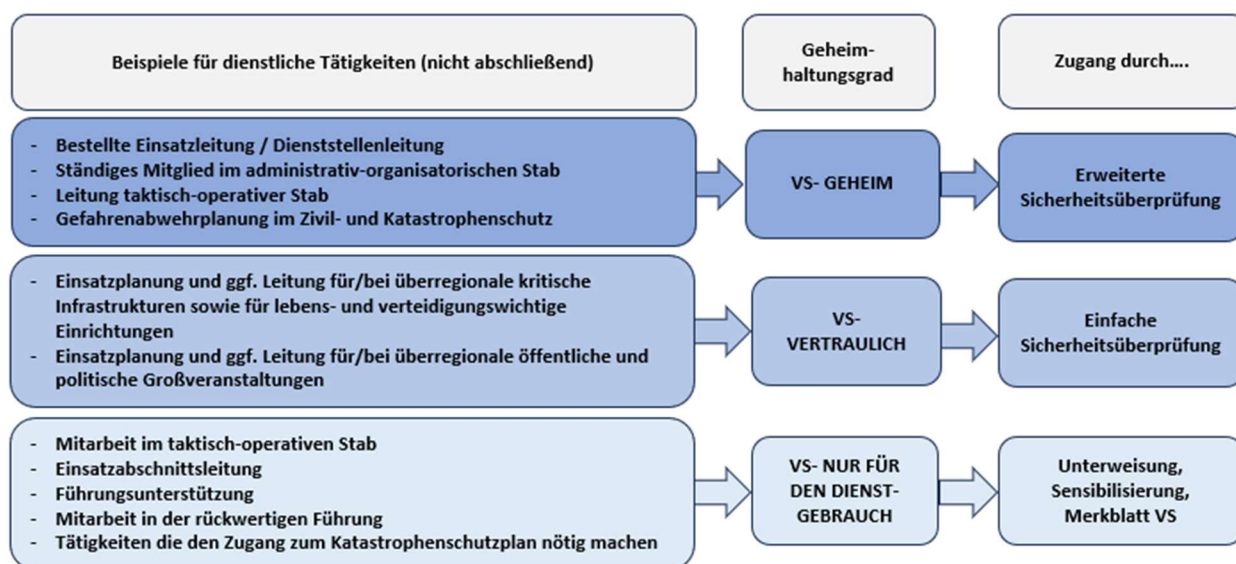 Beispiele für dienstliche Tätigkeiten (nicht abschließend)
Geheim-
haltungsgrad
Zugang durch....
- Bestellte Einsatzleitung / Dienststellenleitung
- Ständiges Mitglied im administrativ-organisatorischen Stab
- Leitung taktisch-operativer Stab
- Gefahrenabwehrplanung im Zivil- und Katastrophenschutz
VS- GEHEIM
Erweiterte
Sicherheitsüberprüfung
- Einsatzplanung und ggf. Leitung für/bei überregionale kritische
Infrastrukturen sowie für lebens- und verteidigungswichtige
Einrichtungen
- Einsatzplanung und ggf. Leitung für/bei überregionale öffentliche und
politische Großveranstaltungen
VS-
VERTRAULICH
Einfache
Sicherheitsüberprüfung
- Mitarbeit im taktisch-operativen Stab
- Einsatzabschnittsleitung
- Führungsunterstützung
- Mitarbeit in der rückwertigen Führung
- Tätigkeiten die den Zugang zum Katastrophenschutzplan nötig machen
VS- NUR FÜR
DEN DIENST-
GEBRAUCH
Unterweisung,
Sensibilisierung,
Merkblatt VS